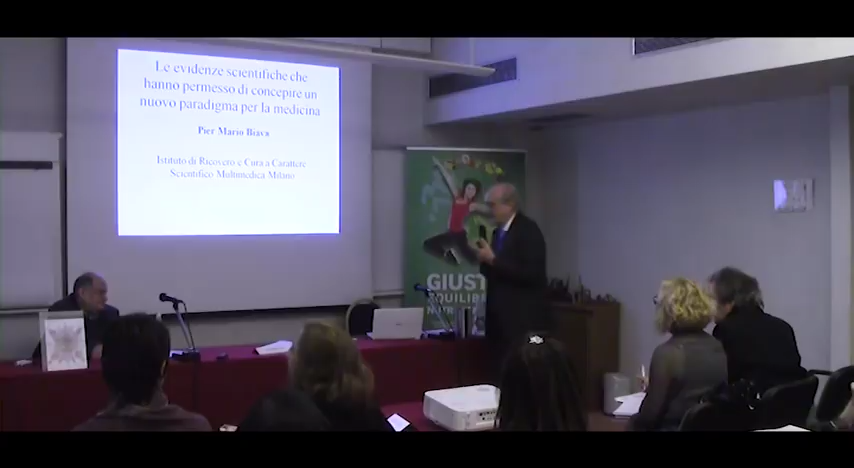 Le evidenze scientifiche che
hanno permesso di concepire un
nuovo paradigma per la medicina
Pier Mario Biava
Istituto di Ricovero e Cura a Carattere
Scientifico Multimedica Milano
GIUST
EQUILIB